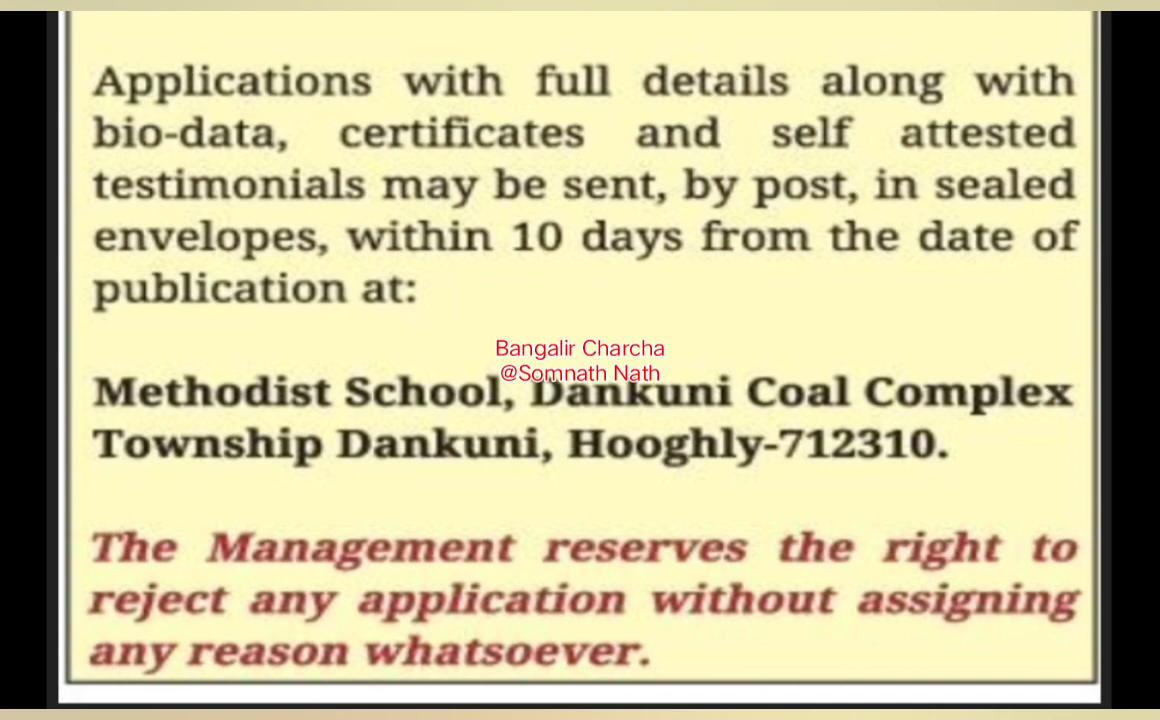 Applications with full details along with
bio-data, certificates and self attested
testimonials may be sent, by post, in sealed
envelopes, within 10 days from the date of
publication at:
Bangalir Charcha
@Somnath Nath
Methodist School, Dankuni Coal Complex
Township Dankuni, Hooghly-712310.
The Management reserves the right to
reject any application without assigning
any reason whatsoever.